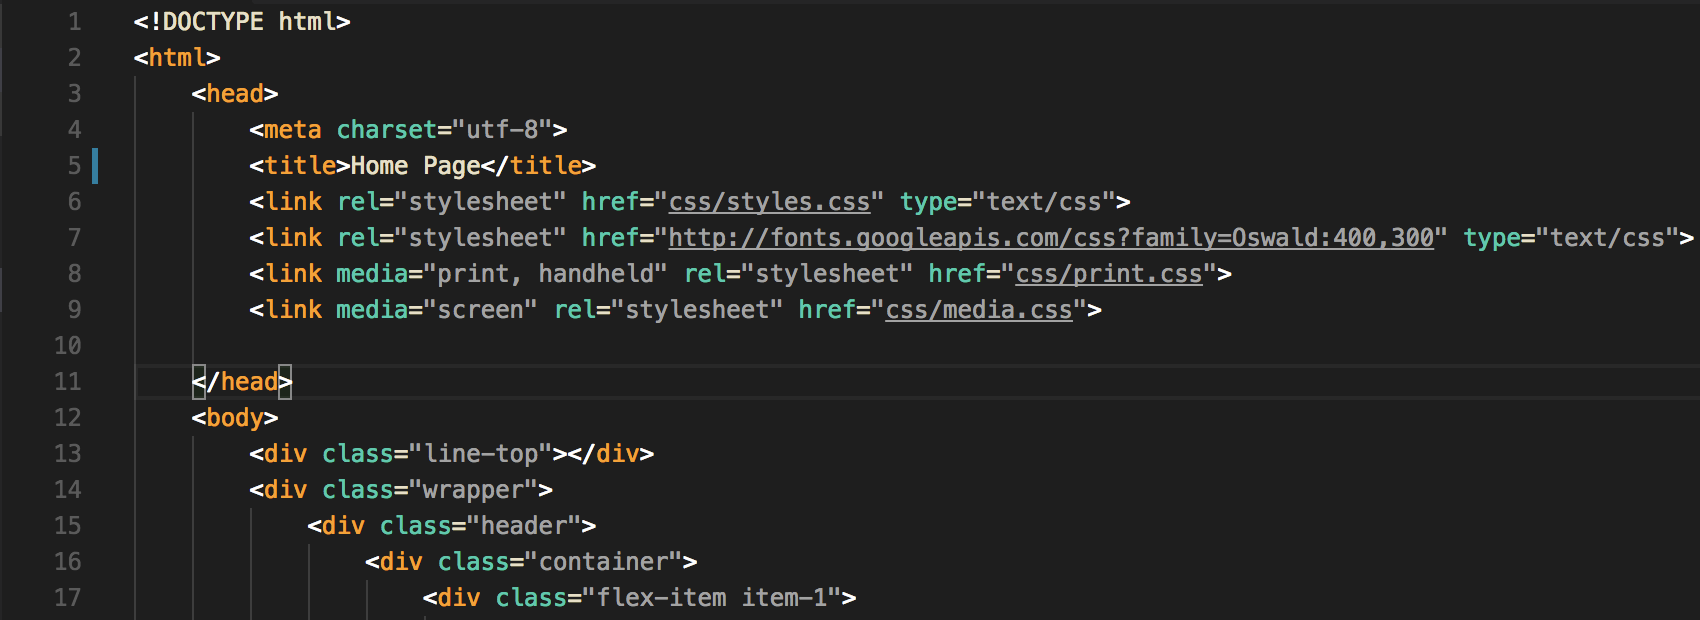 1 <!DOCTYPE html>
2 <html>
3 <head>
4 <meta charset="utf-8">
5 <title>Home Page</title>
6 <link rel="stylesheet" href="css/styles.css" type="text/css">
7 <link rel="stylesheet" href="http://fonts.googleapis.com/css?family=Oswald:400,300" type="text/css">
8 <link media="print, handheld" rel="stylesheet" href="css/print.css">
9 <link media="screen" rel="stylesheet" href="css/media.css">
10
11 </head>
12 <body>
13 <div class="line-top"></div>
14 <div class="wrapper">
15 <div class="header">
16 <div class="container">
17 <div class="flex-item item-1">